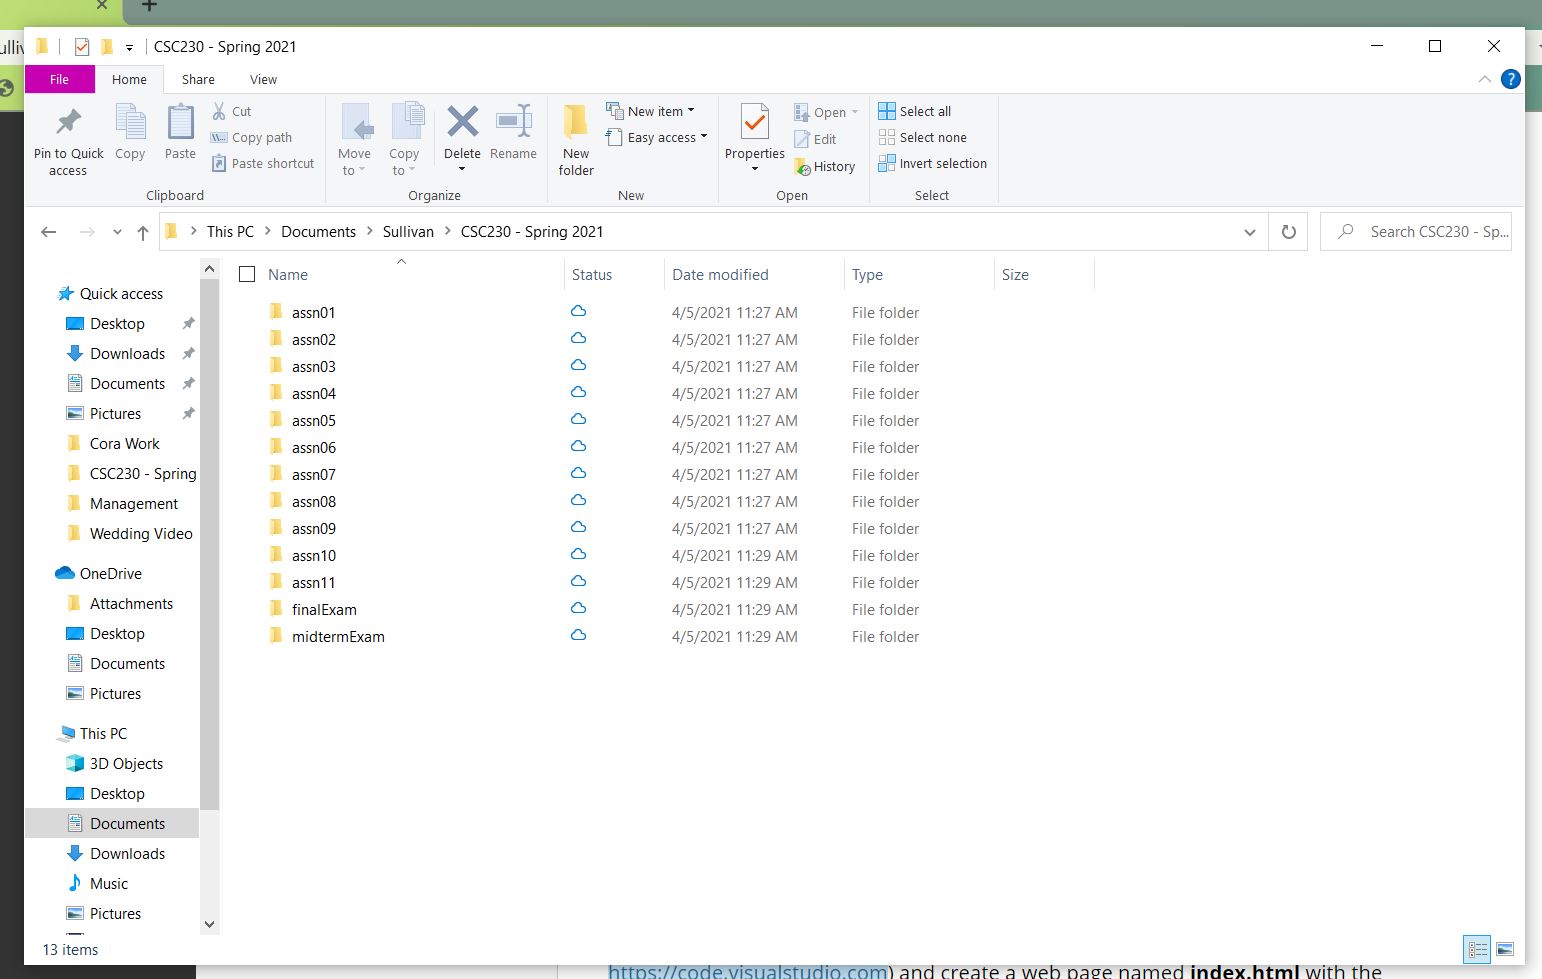 ulliv
CSC230 - Spring 2021
File Home Share View
Pin to Quick access
Copy
Paste
Cut
Copy path
Paste shortcut
Clipboard
Move to
Copy to
Delete
Rename
Organize
New folder
New item
Easy access
New
Properties
Open
Edit
History
Open
Select all
Select none
Invert selection
Select
This PC > Documents > Sullivan > CSC230 - Spring 2021
Search CSC230 - Sp...
Quick access
Desktop
Downloads
Documents
Pictures
Cora Work
CSC230 - Spring
Management
Wedding Video
OneDrive
Attachments
Desktop
Documents
Pictures
This PC
3D Objects
Desktop
Documents
Downloads
Music
Pictures
Name Status Date modified Type Size
assn01 4/5/2021 11:27 AM File folder
assn02 4/5/2021 11:27 AM File folder
assn03 4/5/2021 11:27 AM File folder
assn04 4/5/2021 11:27 AM File folder
assn05 4/5/2021 11:27 AM File folder
assn06 4/5/2021 11:27 AM File folder
assn07 4/5/2021 11:27 AM File folder
assn08 4/5/2021 11:27 AM File folder
assn09 4/5/2021 11:27 AM File folder
assn10 4/5/2021 11:29 AM File folder
assn11 4/5/2021 11:29 AM File folder
finalExam 4/5/2021 11:29 AM File folder
midtermExam 4/5/2021 11:29 AM File folder
13 items
https://code.visualstudio.com) and create a web page named index.html with the